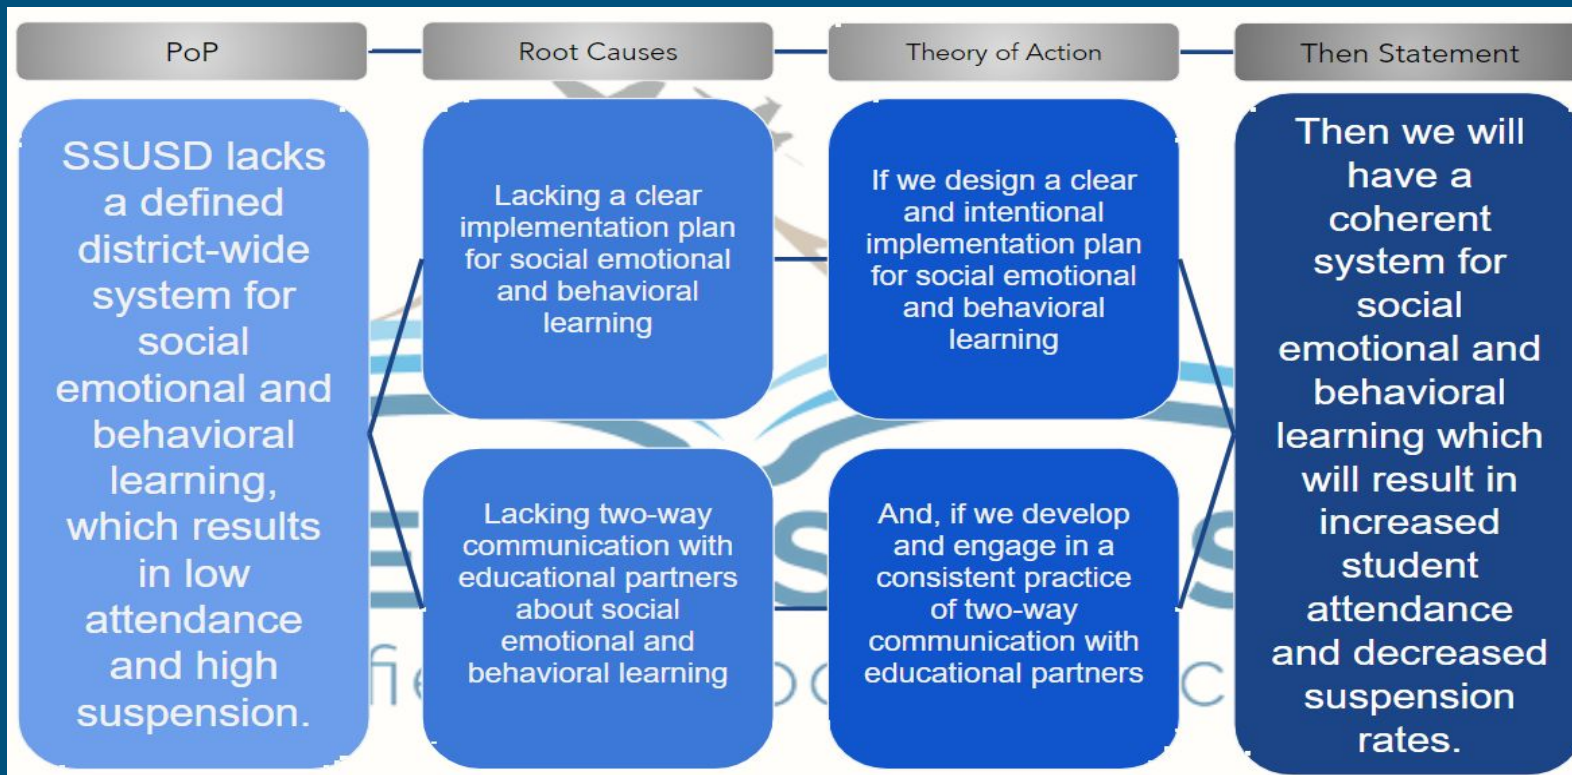 PoP
Root Causes
Theory of Action
Then Statement
SSUSD lacks
a defined
district-wide
system for
social
emotional and
behavioral
learning,
which results
in low
attendance
and high
suspension.
Lacking a clear
implementation plan
for social emotional
and behavioral
learning
Lacking two-way
communication with
educational partners
about social
emotional and
behavioral learning
If we design a clear
and intentional
implementation plan
for social emotional
and behavioral
learning
And, if we develop
and engage in a
consistent practice
of two-way
communication with
educational partners
Then we will
have a
coherent
system for
social
emotional and
behavioral
learning which
will result in
increased
student
attendance
and decreased
suspension
rates.